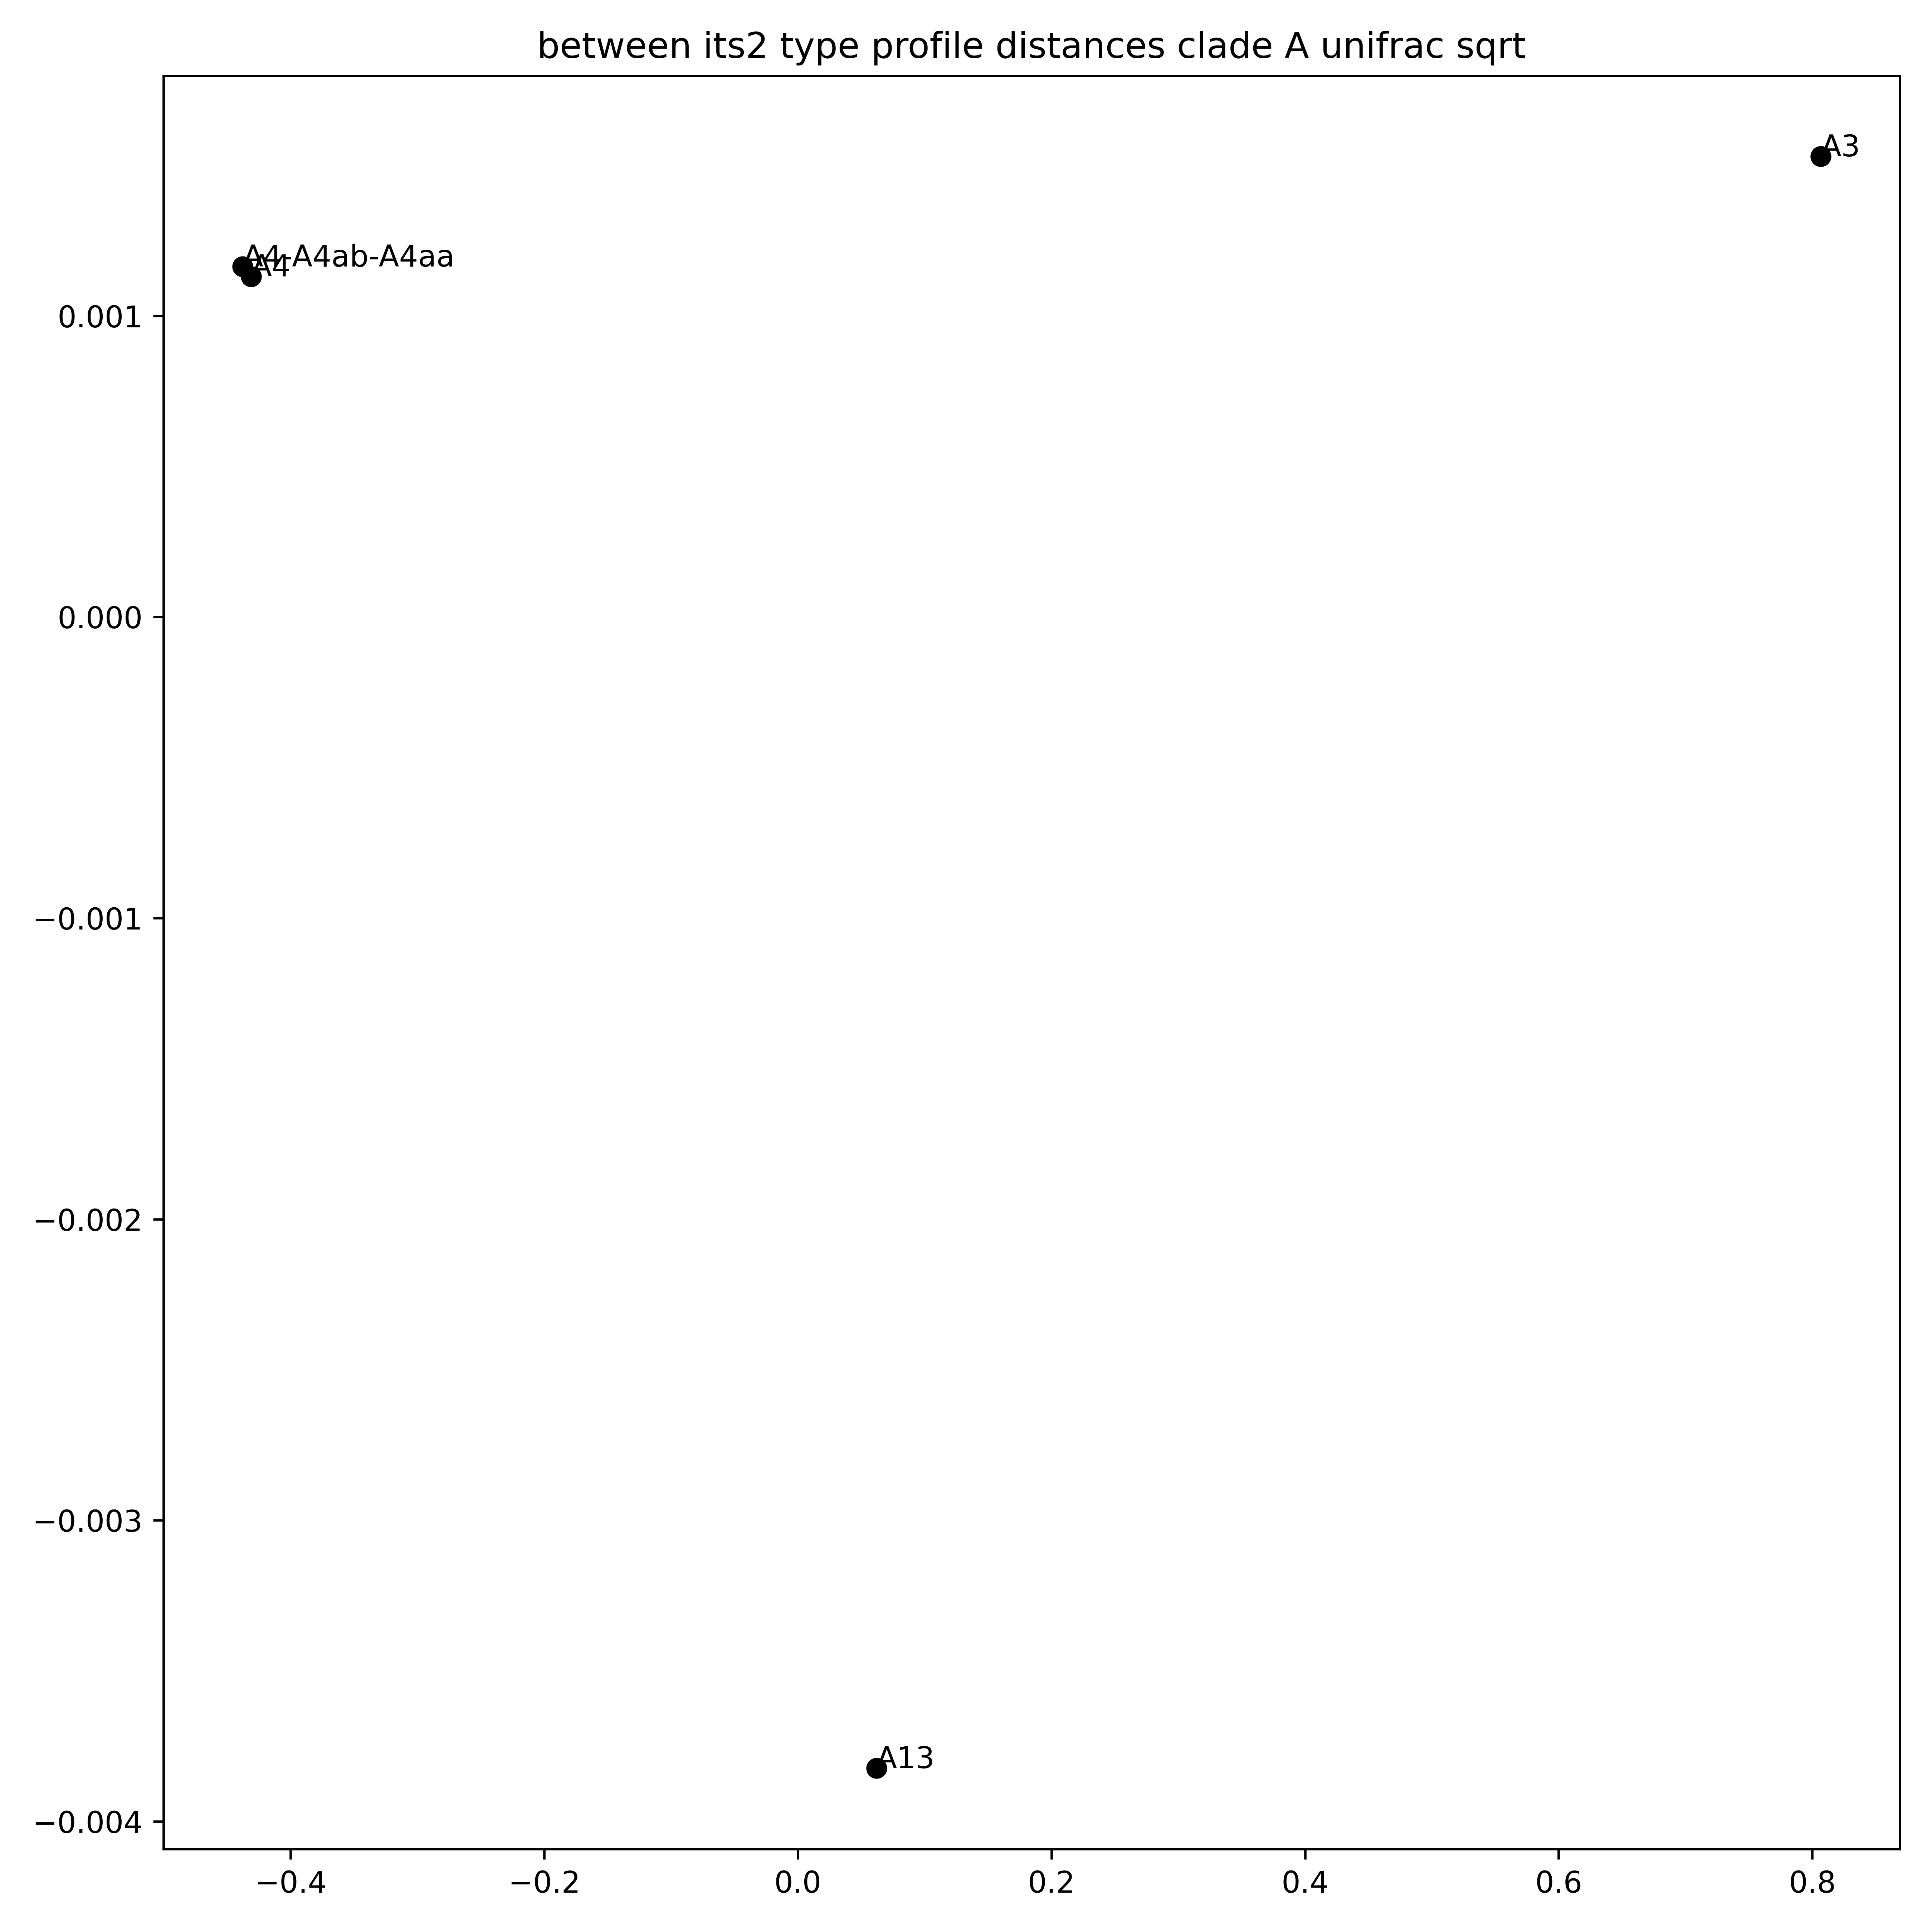 between its2 type profile distances clade A unifrac sqrt
A3
A4-A4ab-A4aa
A4
0.001
0.000
−0.001
−0.002
−0.003
A13
−0.004
−0.4 −0.2 0.0 0.2 0.4 0.6 0.8